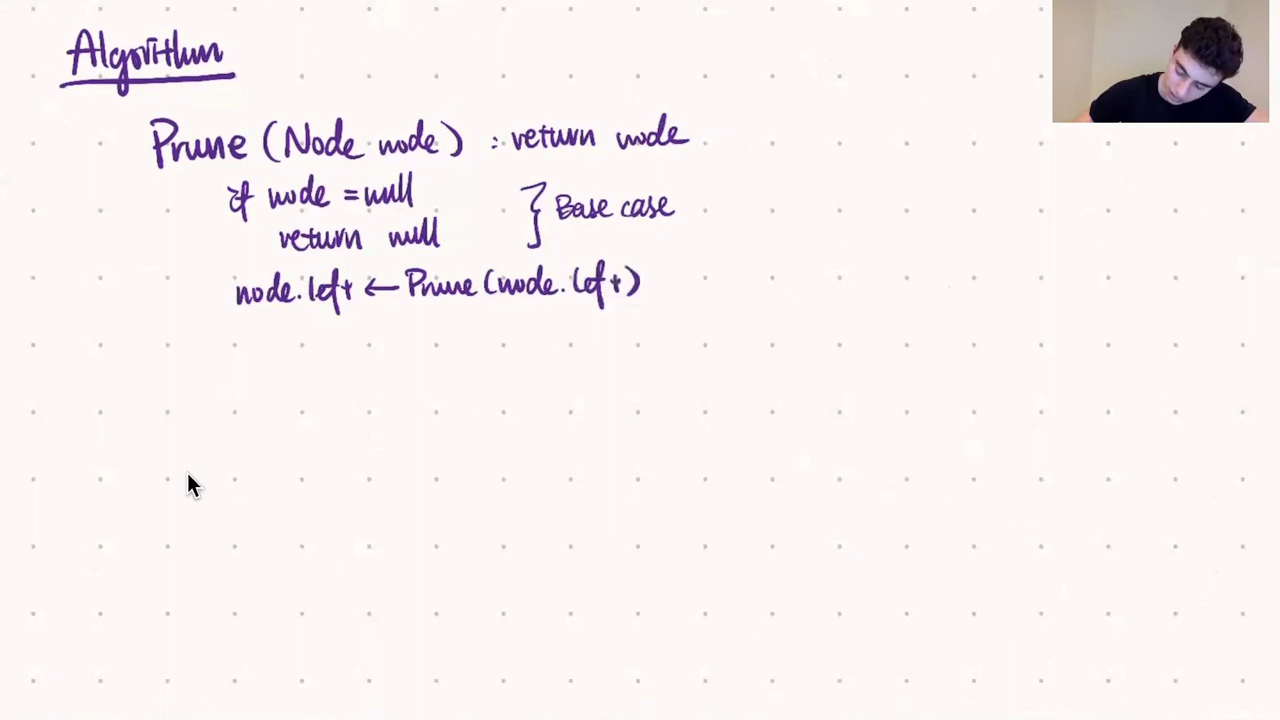 Algorithm
Prune (Node node) : return node
if node = null
return null
} Base case
node.left ← Prune (node.left)